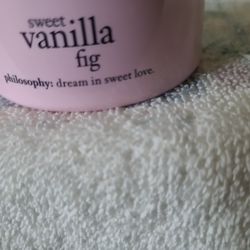 sweet
vanilla
fig
philosophy: dream in sweet love.